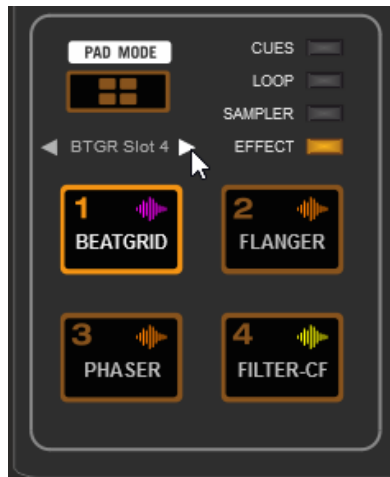 PAD MODE
CUES
LOOP
SAMPLER
BTGR Slot 4
EFFECT
1
BEATGRID
2
FLANGER
3
PHASER
4
FILTER-CF